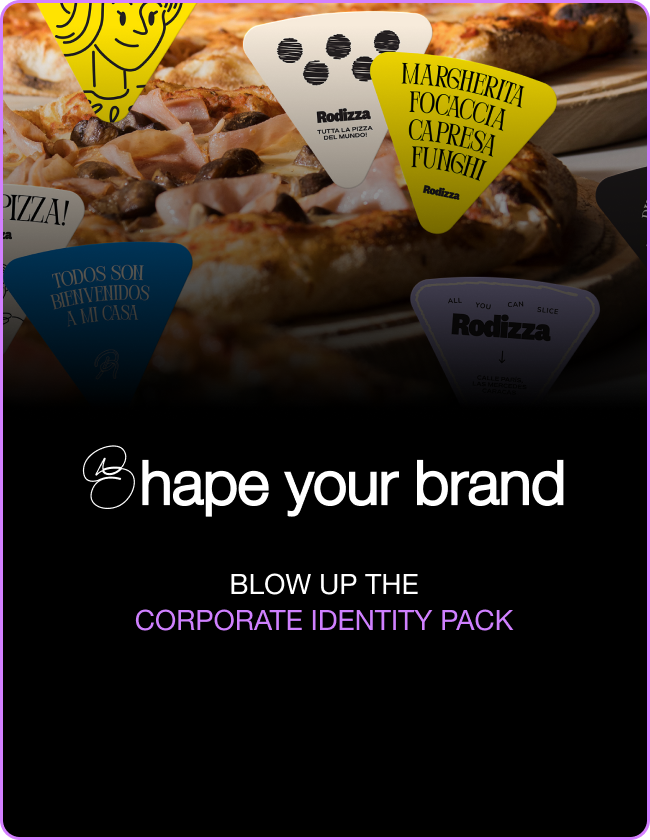 Rodizza
TUTTA LA PIZZA
DEL MUNDO!
MARGHERITA
FOCACCIA
CAPRESA
FUNGHI
Rodizza
PIZZA!
za
TODOS SON
BIENVENIDOS
A MI CASA
ALL YOU CAN SLICE
Rodizza
Shape your brand
BLOW UP THE
CORPORATE IDENTITY PACK